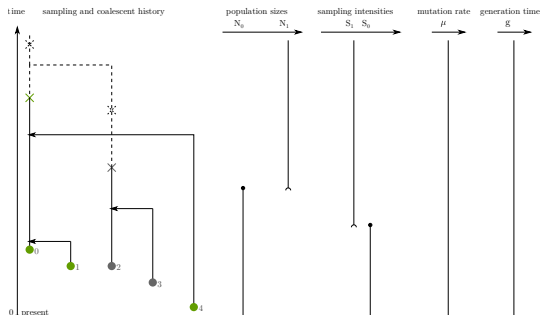 time sampling and coalescent history population sizes sampling intensities mutation rate generation time
N₀ N₁ S₁ S₀ μ g
0
1
2
3
4
0 present